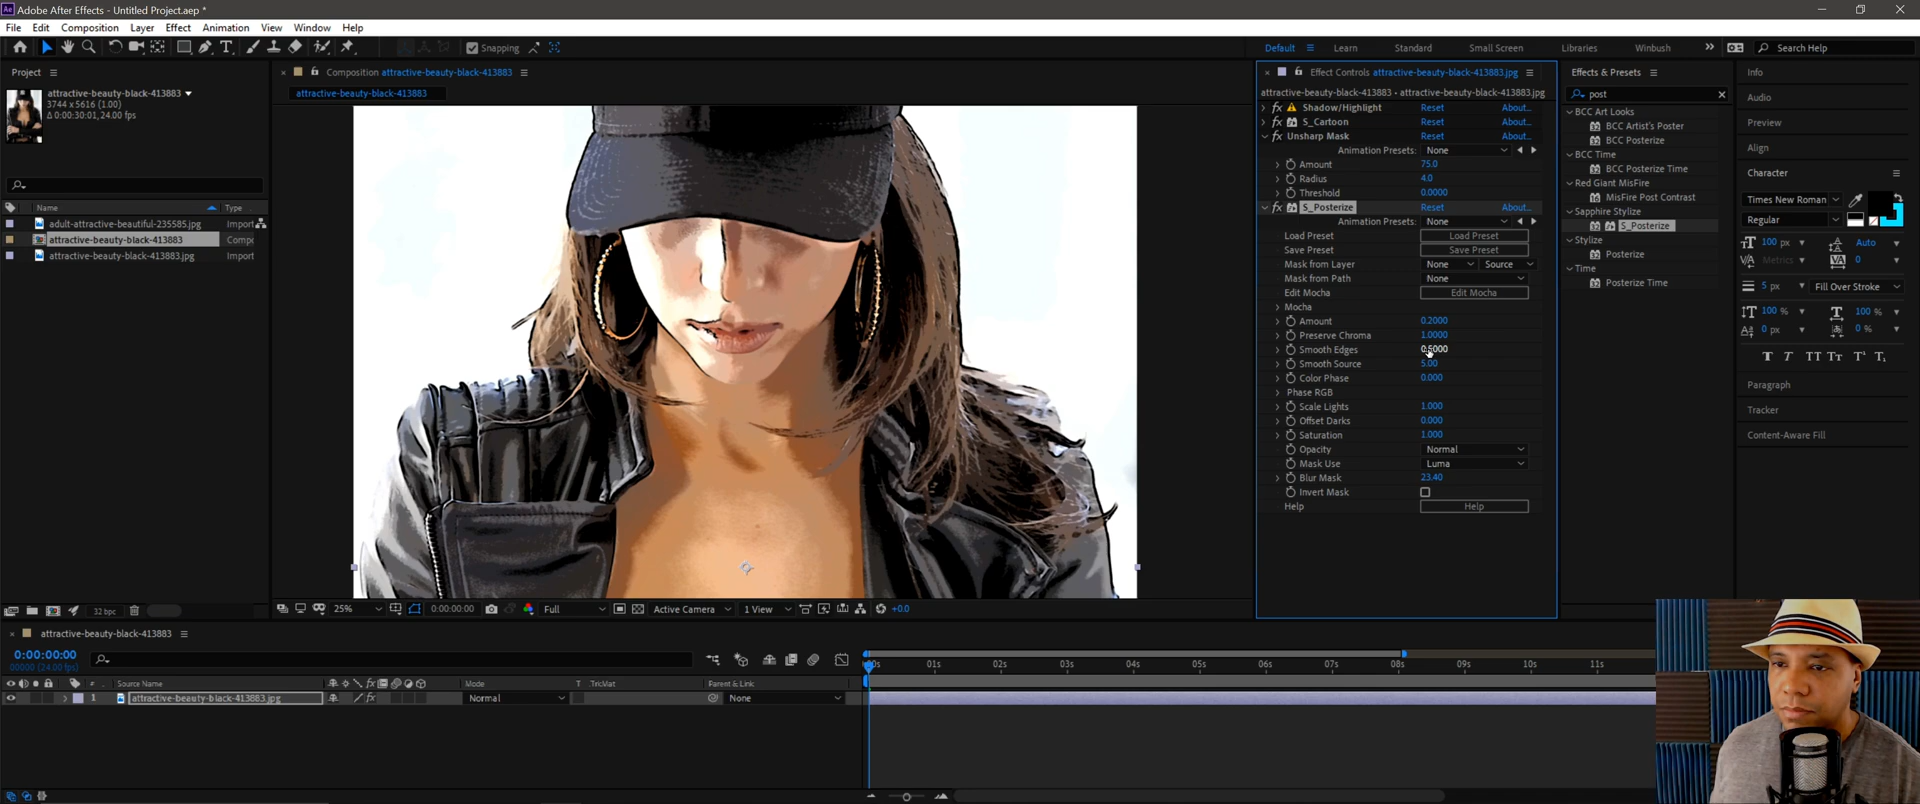 Ae Adobe After Effects - Untitled Project.aep *
File Edit Composition Layer Effect Animation View Window Help
Snapping
Default Learn Standard Small Screen Libraries Winbush Search Help
Project
attractive-beauty-black-413883
3744 x 5616 (1.00)
Δ 0:00:30:01, 24.00 fps
Name Type
adult-attractive-beautiful-235585.jpg Import
attractive-beauty-black-413883 Compo
attractive-beauty-black-413883.jpg Import
32 bpc
Composition attractive-beauty-black-413883
attractive-beauty-black-413883
25% 0:00:00:00 Full Active Camera 1 View +0.0
Effect Controls attractive-beauty-black-413883.jpg
attractive-beauty-black-413883 • attractive-beauty-black-413883.jpg
fx Shadow/Highlight Reset About...
fx S_Cartoon Reset About...
fx Unsharp Mask Reset About...
Animation Presets: None
Amount 75.0
Radius 4.0
Threshold 0.0000
fx S_Posterize Reset About...
Animation Presets: None
Load Preset Load Preset
Save Preset Save Preset
Mask from Layer None Source
Mask from Path None
Edit Mocha Edit Mocha
Mocha
Amount 0.2000
Preserve Chroma 1.0000
Smooth Edges 0.5000
Smooth Source 5.00
Color Phase 0.000
Phase RGB
Scale Lights 1.000
Offset Darks 0.000
Saturation 1.000
Opacity Normal
Mask Use Luma
Blur Mask 23.40
Invert Mask
Help Help
Effects & Presets
post
BCC Art Looks
BCC Artist's Poster
BCC Posterize
BCC Time
BCC Posterize Time
Red Giant MisFire
MisFire Post Contrast
Sapphire Stylize
S_Posterize
Stylize
Posterize
Time
Posterize Time
Info
Audio
Preview
Align
Character
Times New Roman
Regular
100 px Auto
Metrics 0
5 px Fill Over Stroke
100 % 100 %
0 px 0 %
T T TT Tт T¹ T₁
Paragraph
Tracker
Content-Aware Fill
attractive-beauty-black-413883
0:00:00:00
00000 (24.00 fps)
# Source Name Mode T TrkMat Parent & Link
1 attractive-beauty-black-413883.jpg fx Normal None
01s 02s 03s 04s 05s 06s 07s 08s 09s 10s 11s